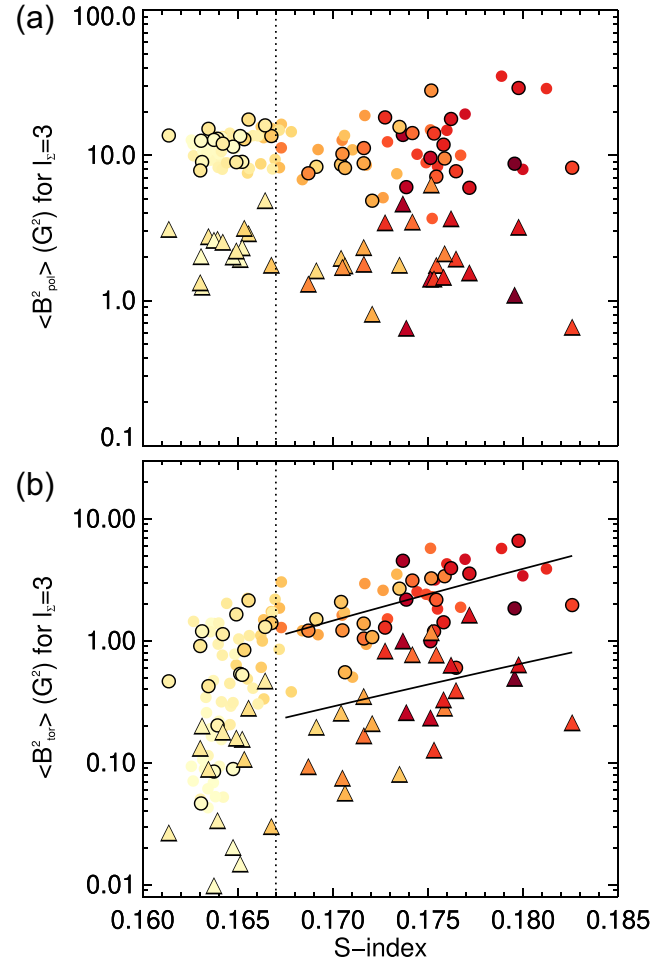 (a)
100.0
10.0
1.0
0.1
<B²pol> (G²) for lΣ=3
(b)
10.00
1.00
0.10
0.01
<B²tor> (G²) for lΣ=3
0.160 0.165 0.170 0.175 0.180 0.185
S−index